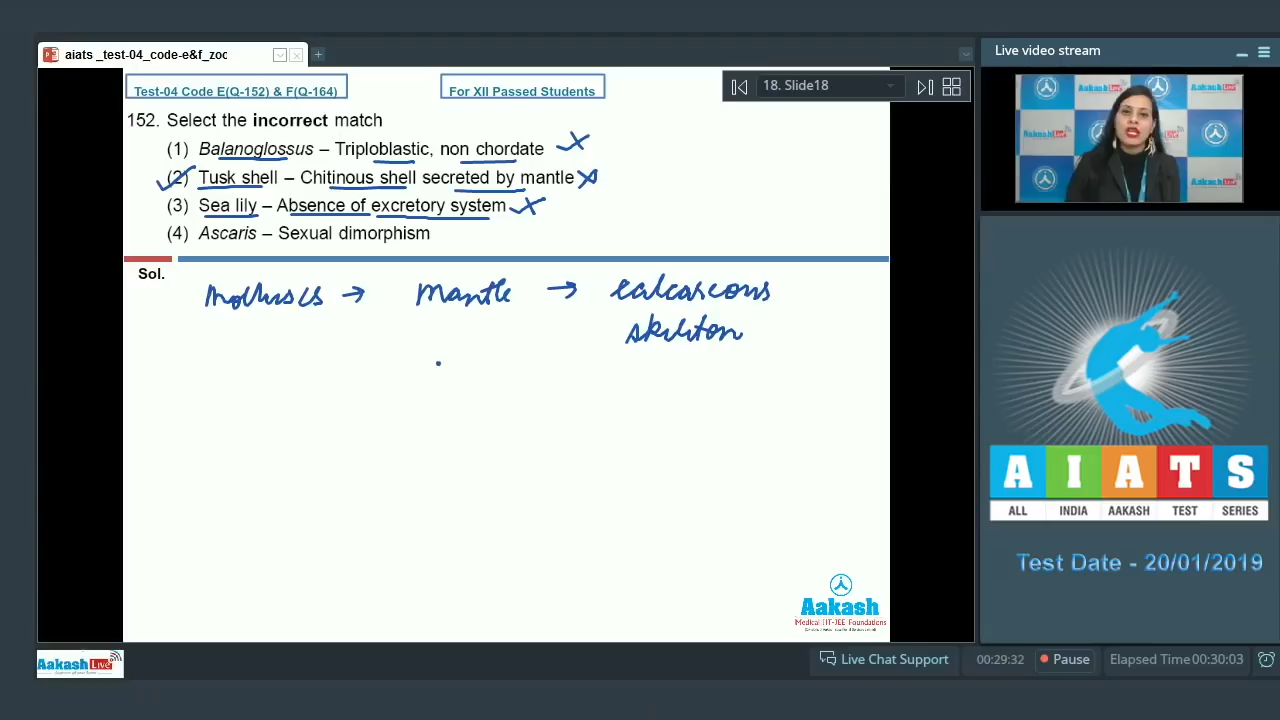 aiats _test-04_code-e&f_zoc
Live video stream
Test-04 Code E(Q-152) & F(Q-164)
For XII Passed Students
18. Slide18
152. Select the incorrect match
(1) Balanoglossus – Triploblastic, non chordate
(2) Tusk shell – Chitinous shell secreted by mantle
(3) Sea lily – Absence of excretory system
(4) Ascaris – Sexual dimorphism
Sol.
Molluscs → Mantle → calcareous
skeleton
Aakash
Medical|IIT-JEE|Foundations
AakashLive
A I A T S
ALL INDIA AAKASH TEST SERIES
Test Date - 20/01/2019
Aakash Live
Live Chat Support
00:29:32
Pause
Elapsed Time 00:30:03